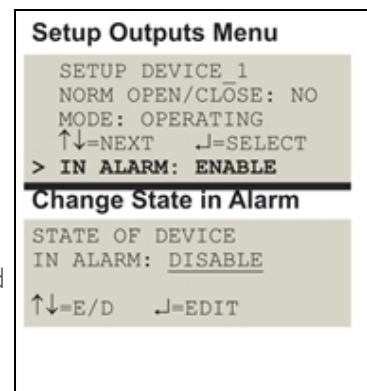 Setup Outputs Menu
SETUP DEVICE_1
NORM OPEN/CLOSE: NO
MODE: OPERATING
↑↓=NEXT ↵=SELECT
> IN ALARM: ENABLE
Change State in Alarm
STATE OF DEVICE
IN ALARM: DISABLE
↑↓=E/D ↵=EDIT